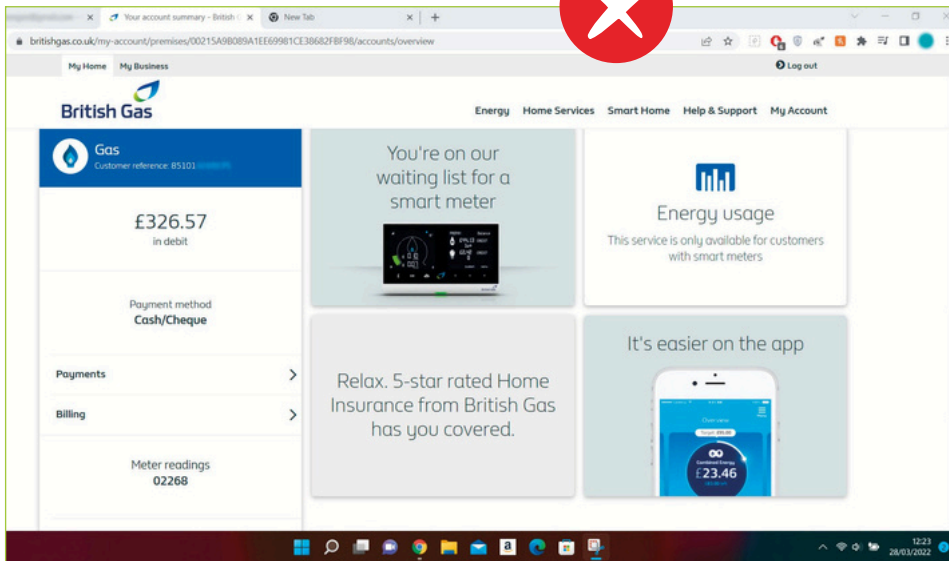 Your account summary - British G
New Tab
britishgas.co.uk/my-account/premises/00215A9B089A1EE69981CE38682FBF98/accounts/overview
My Home My Business
Log out
British Gas
Energy Home Services Smart Home Help & Support My Account
Gas
Customer reference: 85101
£326.57
in debit
Payment method
Cash/Cheque
Payments
Billing
Meter readings
02268
You're on our
waiting list for a
smart meter
Energy usage
This service is only available for customers
with smart meters
Relax. 5-star rated Home
Insurance from British Gas
has you covered.
It's easier on the app
Overview
Combined Energy
£23.46
12:23
28/03/2022